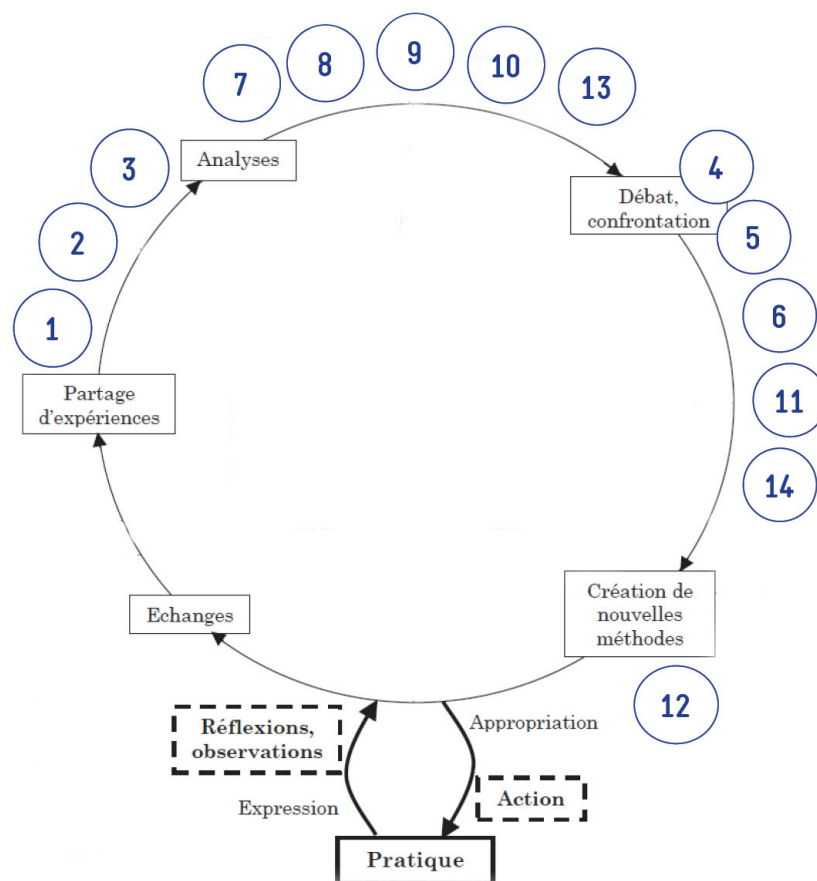 9
8
10
7
13
3
Analyses
4
Débat,
confrontation
2
5
1
6
Partage
d'expériences
11
14
Création de
nouvelles
méthodes
Echanges
12
Réflexions,
observations
Appropriation
Expression
Action
Pratique